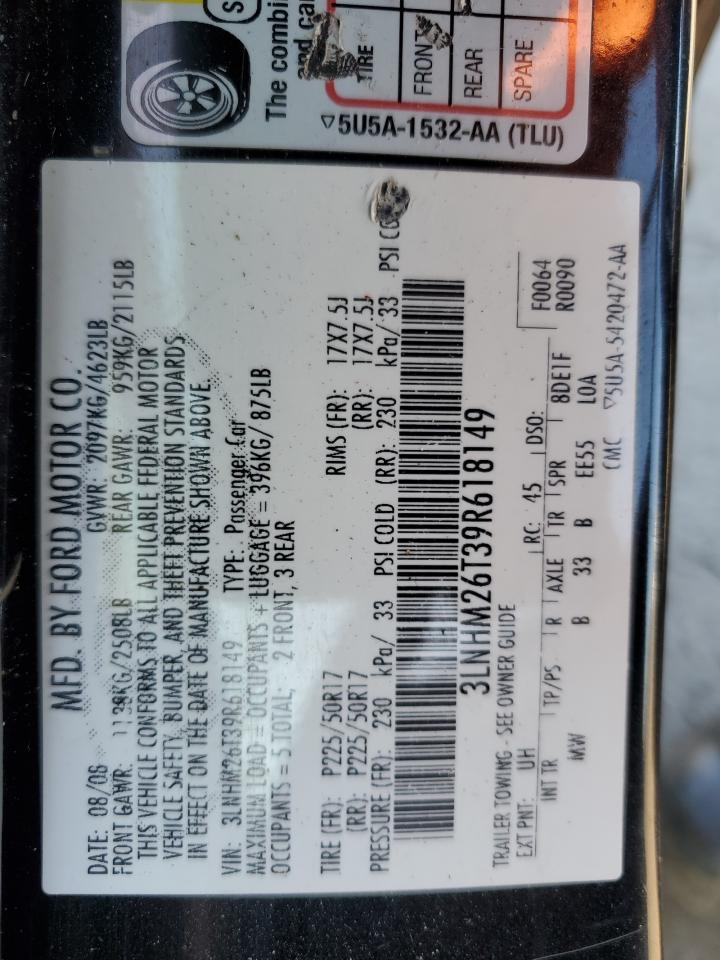 S
The combi
and car
TIRE
FRONT
REAR
SPARE
▽5U5A-1532-AA (TLU)
MFD. BY FORD MOTOR CO.
DATE: 08/08 GVWR: 2097KG/4623LB
FRONT GAWR: 1138KG/2508LB REAR GAWR: 959KG/2115LB
THIS VEHICLE CONFORMS TO ALL APPLICABLE FEDERAL MOTOR
VEHICLE SAFETY, BUMPER, AND THEFT PREVENTION STANDARDS
IN EFFECT ON THE DATE OF MANUFACTURE SHOWN ABOVE.
VIN: 3LNHM26T39R618149 TYPE: Passenger Car
MAXIMUM LOAD = OCCUPANTS + LUGGAGE = 396KG/ 875LB
OCCUPANTS = 5 TOTAL; 2 FRONT, 3 REAR
TIRE (FR): P225/50R17 RIMS (FR): 17X7.5J
(RR): P225/50R17 (RR): 17X7.5J
PRESSURE (FR): 230 kPa/ 33 PSI COLD (RR): 230 kPa/ 33 PSI CO
3LNHM26T39R618149
TRAILER TOWING - SEE OWNER GUIDE
EXT PNT: UH RC: 45 DSO: F0064
R0090
INT TR TP/PS R AXLE TR SPR 8DE1F
MW B 33 B EE55 L0A
CMC ▽5U5A-5420472-AA